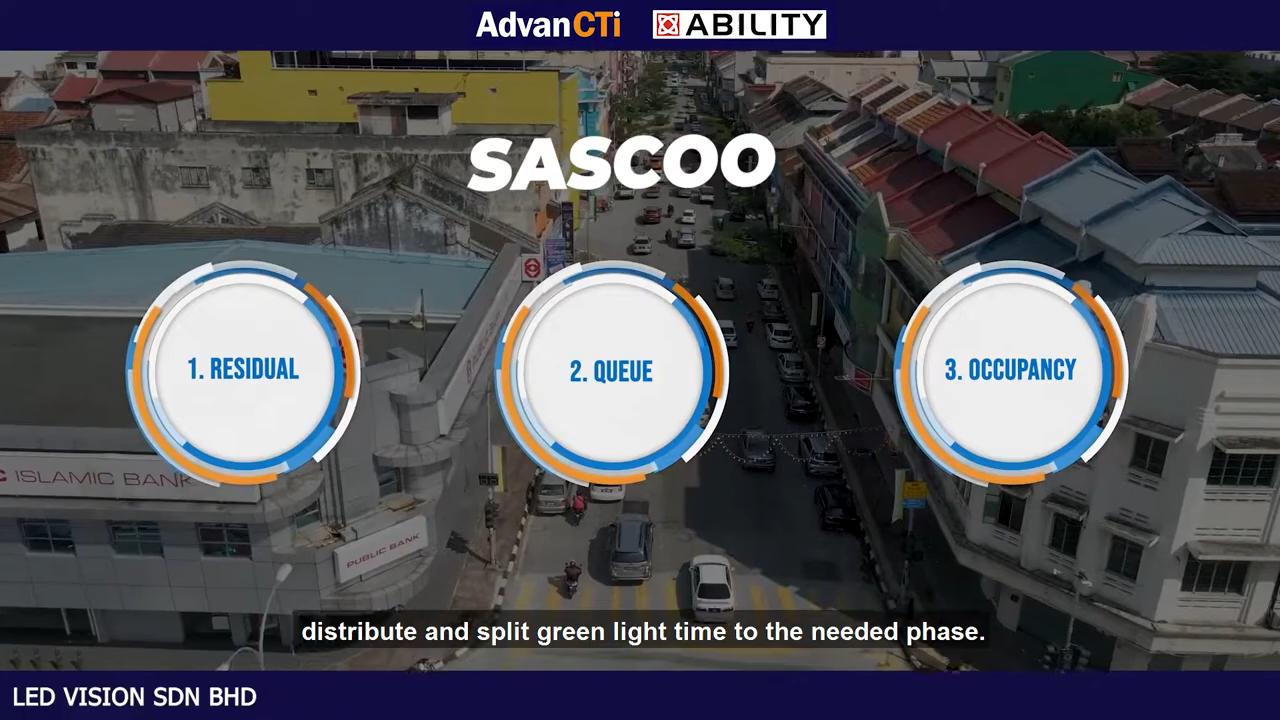 AdvanCTi ABILITY
SASCOO
1. RESIDUAL
2. QUEUE
3. OCCUPANCY
ISLAMIC BANK
PUBLIC BANK
distribute and split green light time to the needed phase.
LED VISION SDN BHD